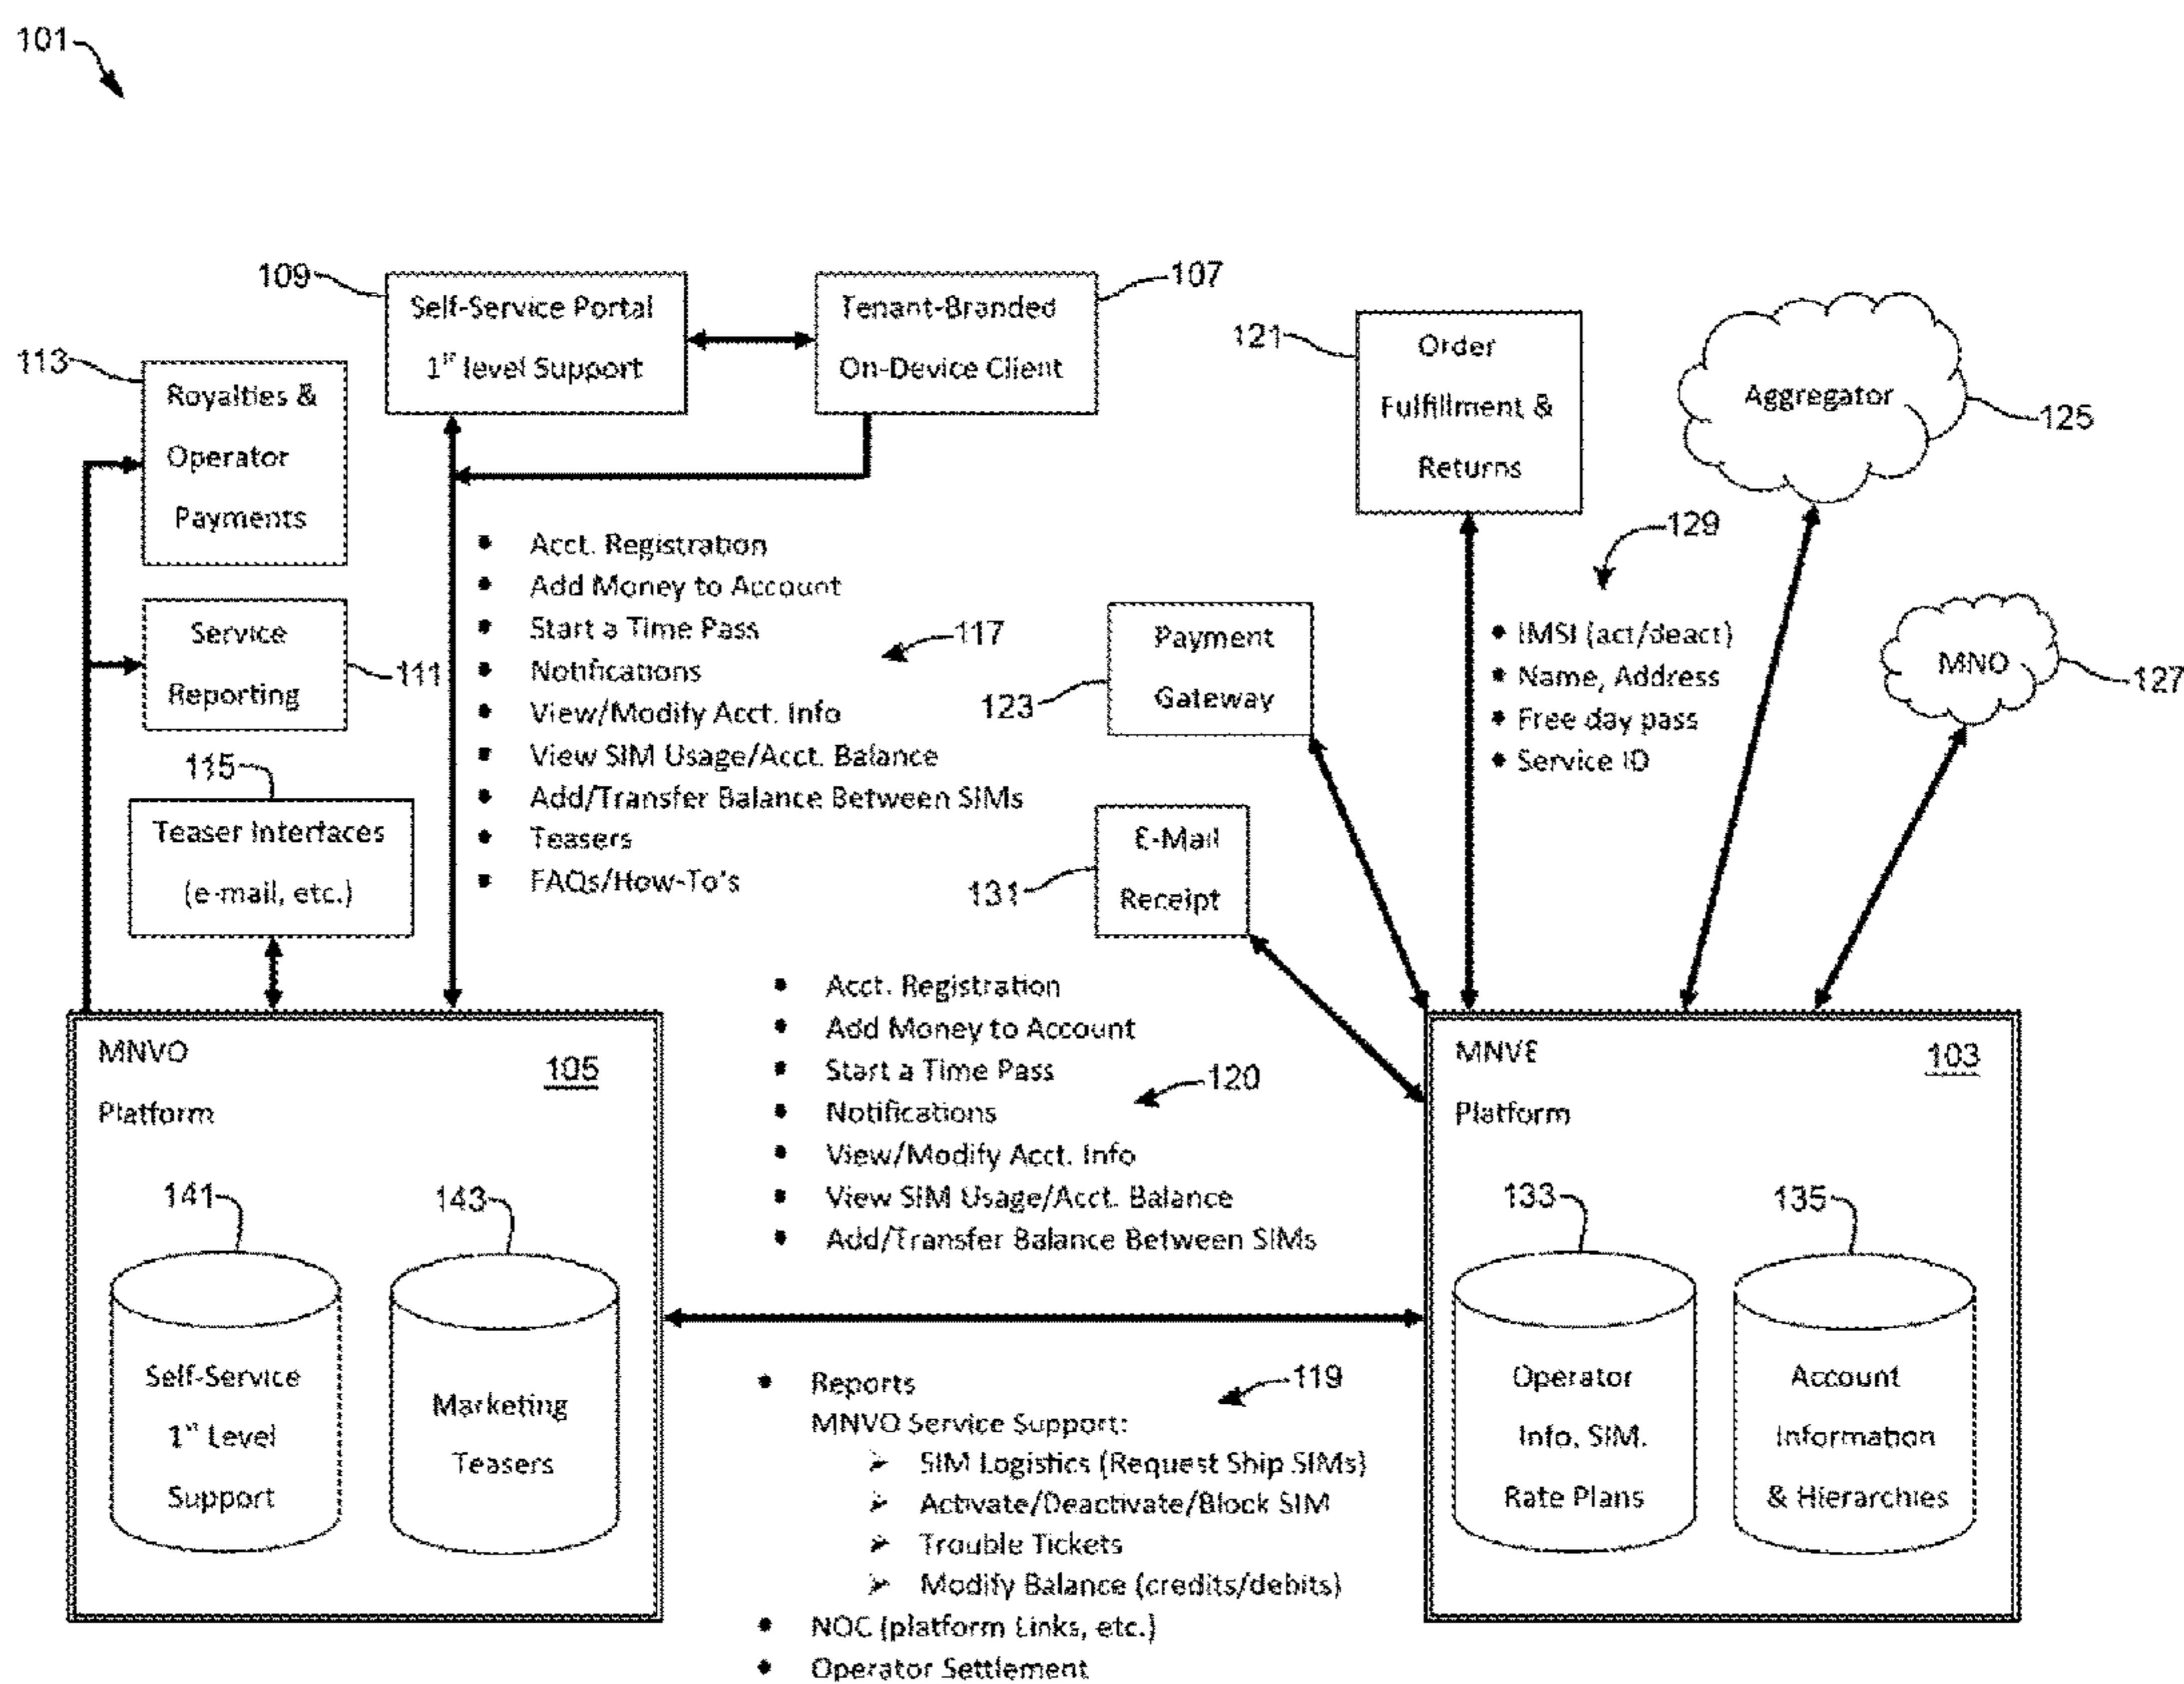 101
109
Self-Service Portal
1st level Support
Tenant-Branded
On-Device Client
107
113
Royalties &
Operator
Payments
121
Order
Fulfillment &
Returns
Aggregator
125
• Acct. Registration
• Add Money to Account
• Start a Time Pass
• Notifications
• View/Modify Acct. Info
• View SIM Usage/Acct. Balance
• Add/Transfer Balance Between SIMs
• Teasers
• FAQs/How-To's
117
Service
Reporting
111
115
Teaser Interfaces
(e-mail, etc.)
123
Payment
Gateway
131
E-Mail
Receipt
129
• IMSI (act/deact)
• Name, Address
• Free day pass
• Service ID
MNO
127
MNVO
Platform
105
141
Self-Service
1st Level
Support
143
Marketing
Teasers
• Acct. Registration
• Add Money to Account
• Start a Time Pass
• Notifications
• View/Modify Acct. Info
• View SIM Usage/Acct. Balance
• Add/Transfer Balance Between SIMs
120
MNVE
Platform
103
133
Operator
Info, SIM,
Rate Plans
135
Account
Information
& Hierarchies
119
• Reports
MNVO Service Support:
➢ SIM Logistics (Request Ship SIMs)
➢ Activate/Deactivate/Block SIM
➢ Trouble Tickets
➢ Modify Balance (credits/debits)
• NOC (platform Links, etc.)
• Operator Settlement